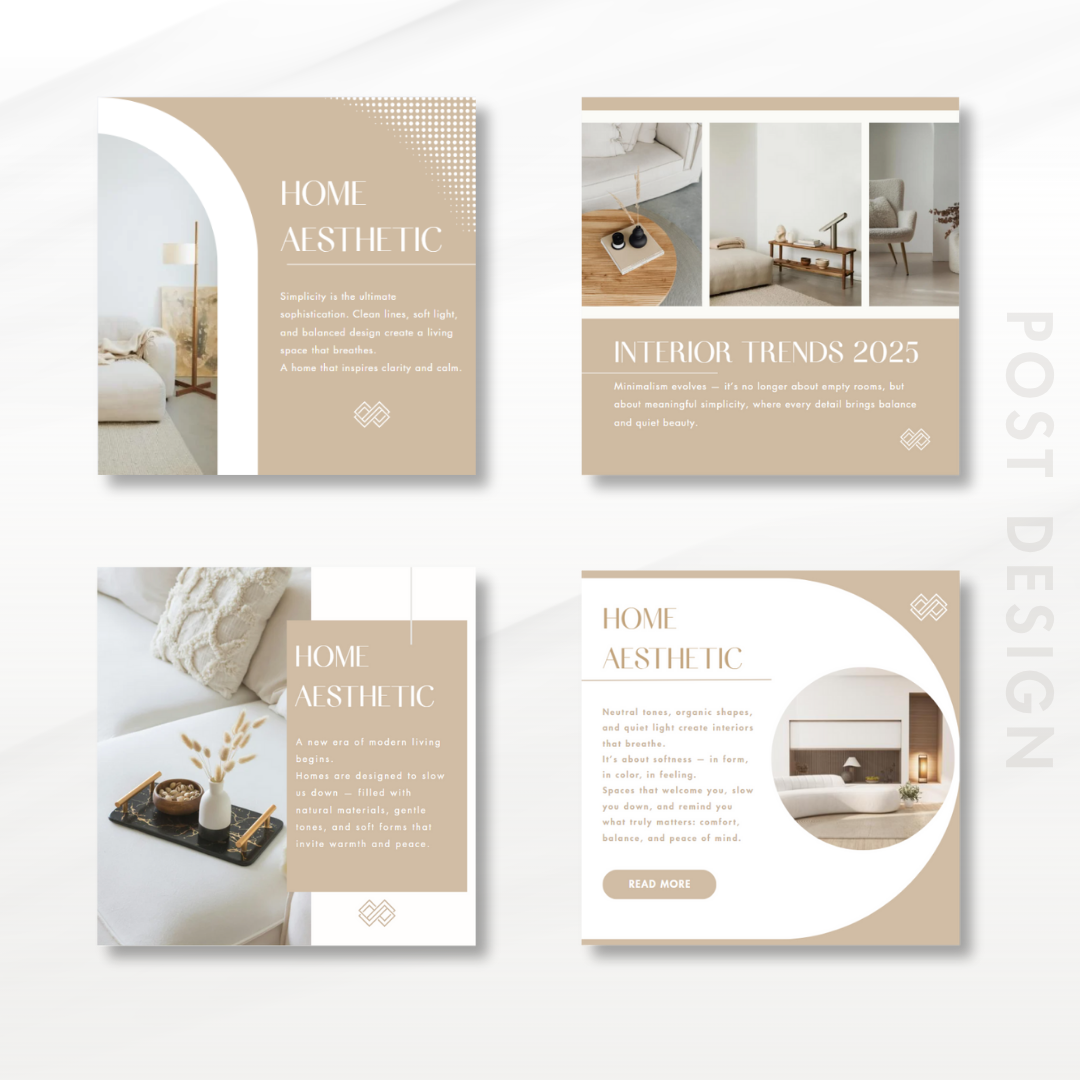 HOME
AESTHETIC
Simplicity is the ultimate
sophistication. Clean lines, soft light,
and balanced design create a living
space that breathes.
A home that inspires clarity and calm.
INTERIOR TRENDS 2025
Minimalism evolves — it's no longer about empty rooms, but
about meaningful simplicity, where every detail brings balance
and quiet beauty.
HOME
AESTHETIC
A new era of modern living
begins.
Homes are designed to slow
us down — filled with
natural materials, gentle
tones, and soft forms that
invite warmth and peace.
HOME
AESTHETIC
Neutral tones, organic shapes,
and quiet light create interiors
that breathe.
It's about softness — in form,
in color, in feeling.
Spaces that welcome you, slow
you down, and remind you
what truly matters: comfort,
balance, and peace of mind.
READ MORE
POST DESIGN